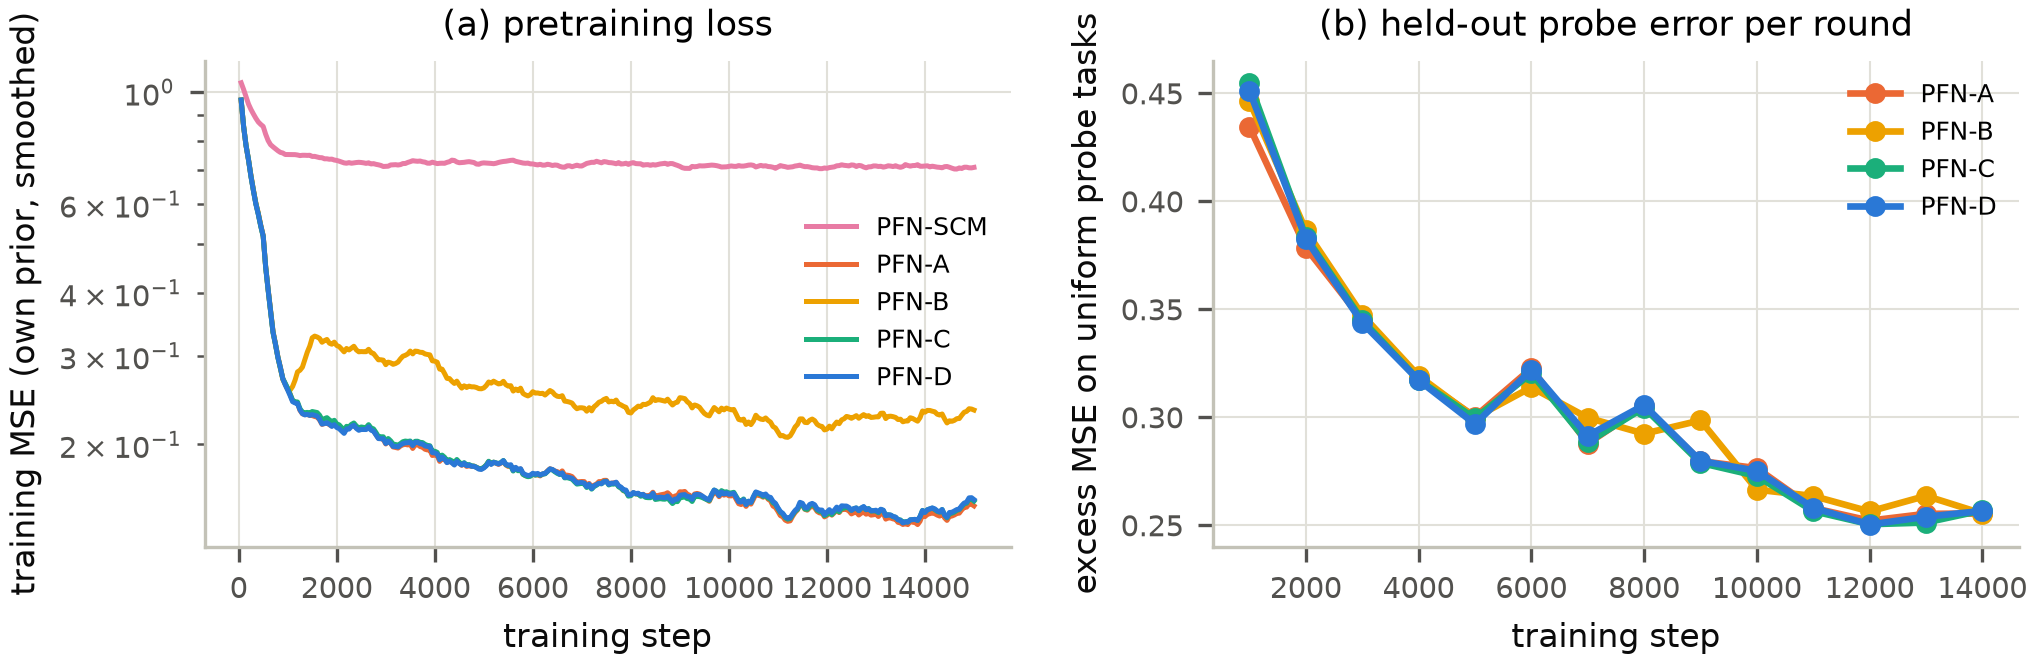 (a) pretraining loss
training MSE (own prior, smoothed)
10⁰
6 × 10⁻¹
4 × 10⁻¹
3 × 10⁻¹
2 × 10⁻¹
PFN-SCM
PFN-A
PFN-B
PFN-C
PFN-D
0 2000 4000 6000 8000 10000 12000 14000
training step
(b) held-out probe error per round
excess MSE on uniform probe tasks
0.45
0.40
0.35
0.30
0.25
PFN-A
PFN-B
PFN-C
PFN-D
2000 4000 6000 8000 10000 12000 14000
training step